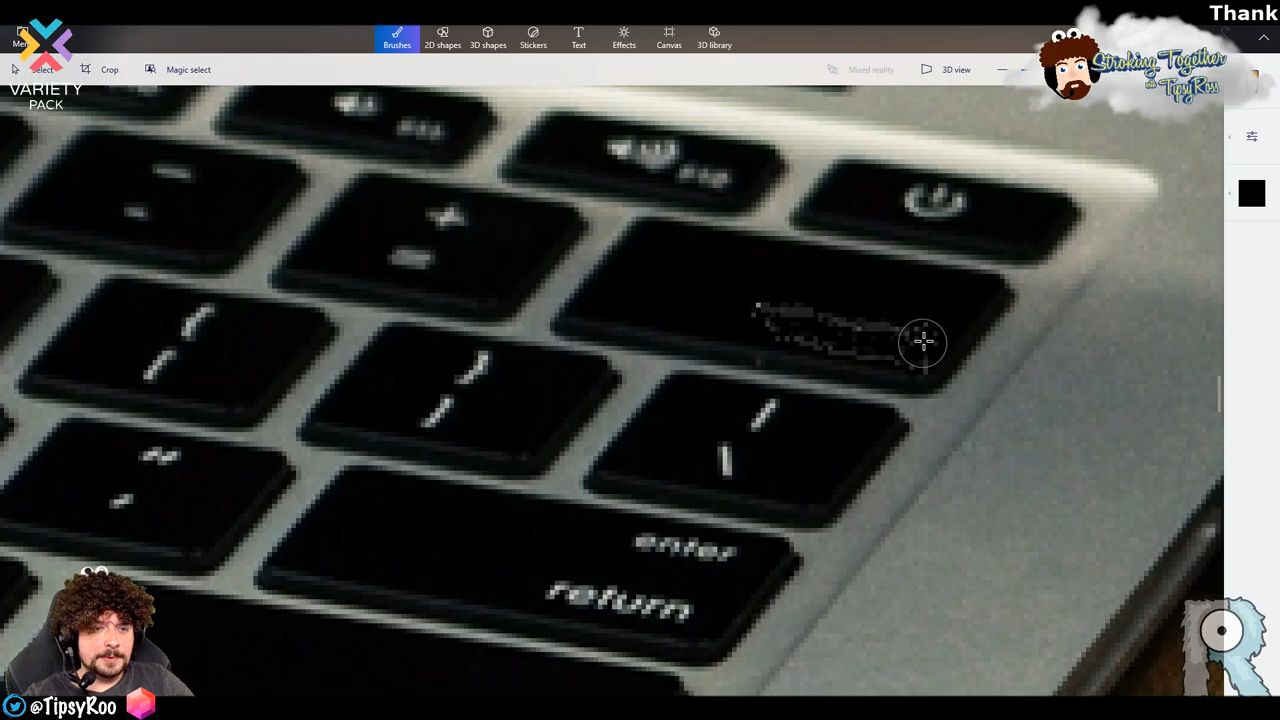 Thank
Brushes 2D shapes 3D shapes Stickers Text Effects Canvas 3D library
Select Crop Magic select Mixed reality 3D view
VARIETY
PACK
Stroking Together
with TipsyRoss
enter
return
@TipsyRoo